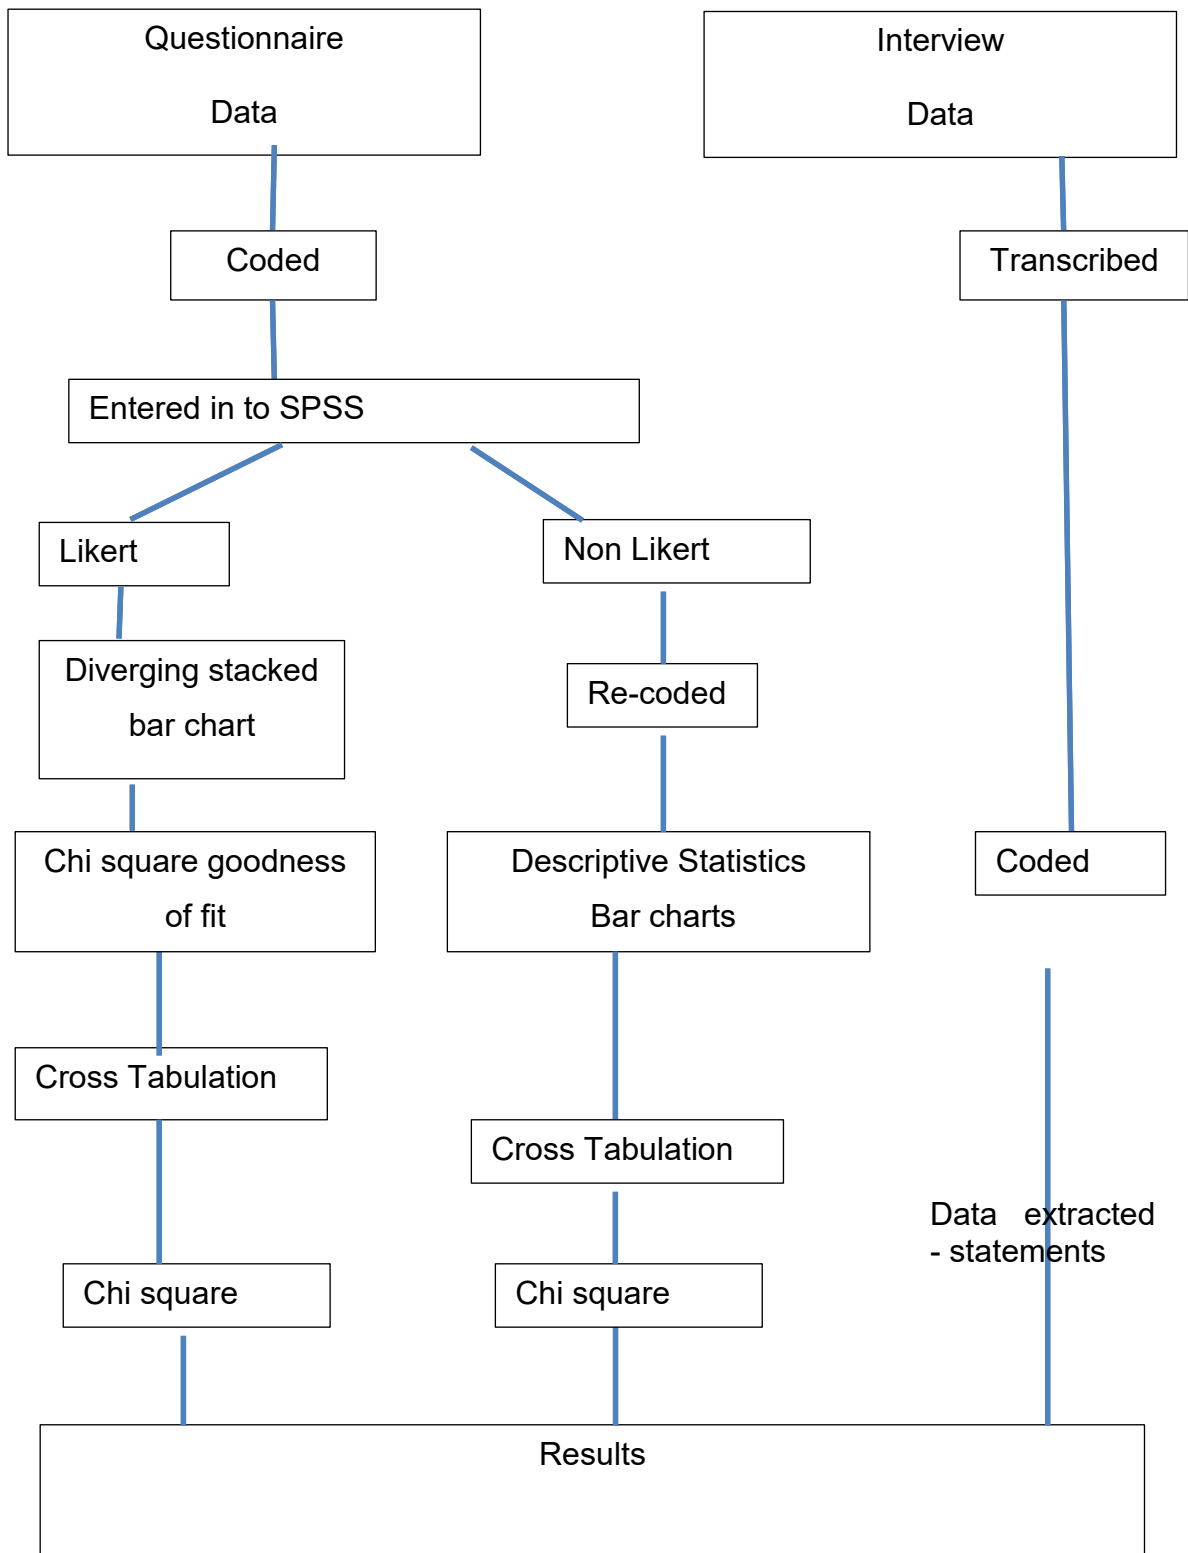 Questionnaire
Data
Interview
Data
Coded
Transcribed
Entered in to SPSS
Likert
Non Likert
Diverging stacked
bar chart
Re-coded
Chi square goodness
of fit
Descriptive Statistics
Bar charts
Coded
Cross Tabulation
Cross Tabulation
Data extracted
- statements
Chi square
Chi square
Results